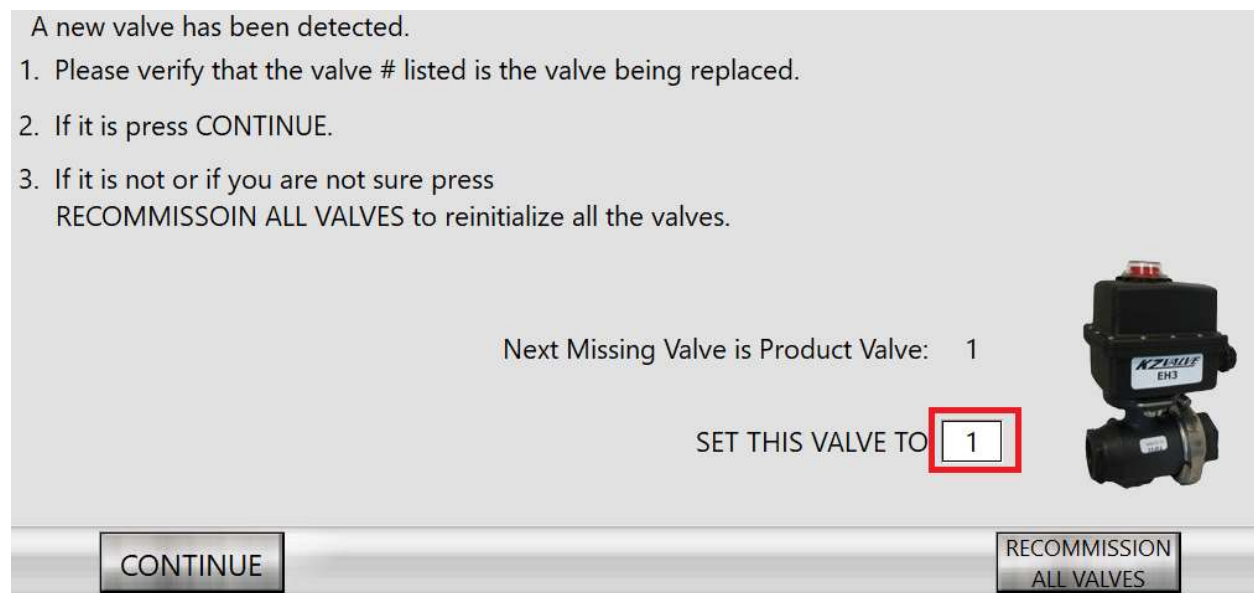 A new valve has been detected.
1. Please verify that the valve # listed is the valve being replaced.
2. If it is press CONTINUE.
3. If it is not or if you are not sure press
RECOMMISSOIN ALL VALVES to reinitialize all the valves.
Next Missing Valve is Product Valve: 1
KZVALVE
EH3
SET THIS VALVE TO 1
CONTINUE
RECOMMISSION
ALL VALVES